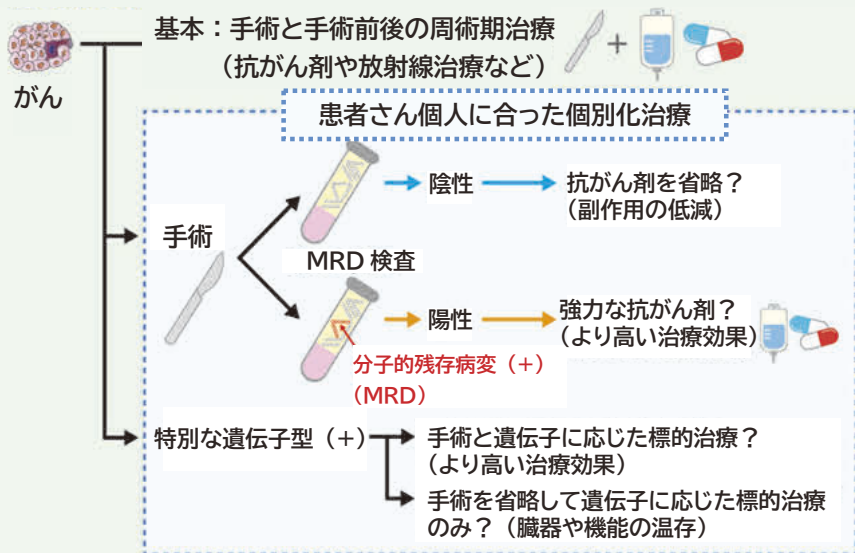 基本：手術と手術前後の周術期治療
（抗がん剤や放射線治療など）
+
がん
患者さん個人に合った個別化治療
陰性
抗がん剤を省略？
（副作用の低減）
手術
MRD 検査
陽性
強力な抗がん剤？
（より高い治療効果）
分子的残存病変（+）
（MRD）
特別な遺伝子型（+）
手術と遺伝子に応じた標的治療？
（より高い治療効果）
手術を省略して遺伝子に応じた標的治療
のみ？（臓器や機能の温存）